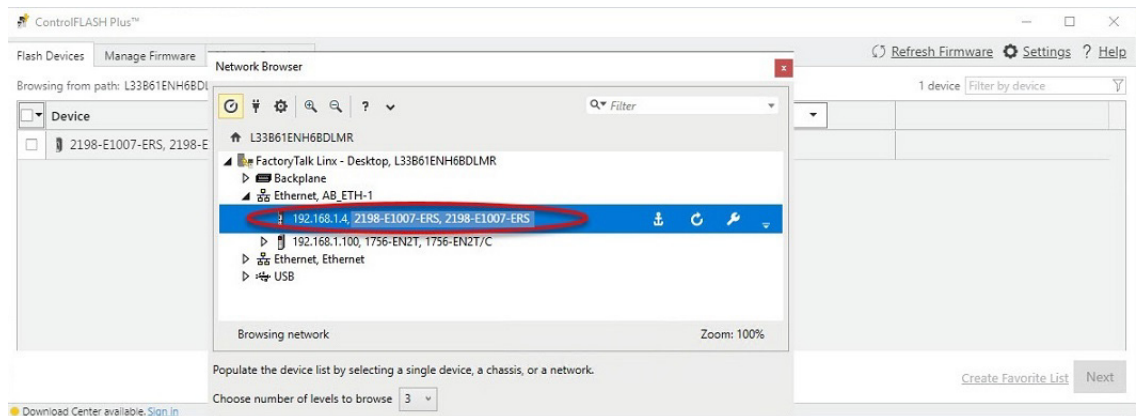 ControlFLASH Plus™
Flash Devices Manage Firmware
Refresh Firmware Settings ? Help
Browsing from path: L33B61ENH6BDL
1 device Filter by device
Device
2198-E1007-ERS, 2198-E
Network Browser
Filter
L33B61ENH6BDLMR
FactoryTalk Linx - Desktop, L33B61ENH6BDLMR
Backplane
Ethernet, AB_ETH-1
192.168.1.4, 2198-E1007-ERS, 2198-E1007-ERS
192.168.1.100, 1756-EN2T, 1756-EN2T/C
Ethernet, Ethernet
USB
Browsing network Zoom: 100%
Populate the device list by selecting a single device, a chassis, or a network.
Choose number of levels to browse 3
Create Favorite List Next
Download Center available. Sign in